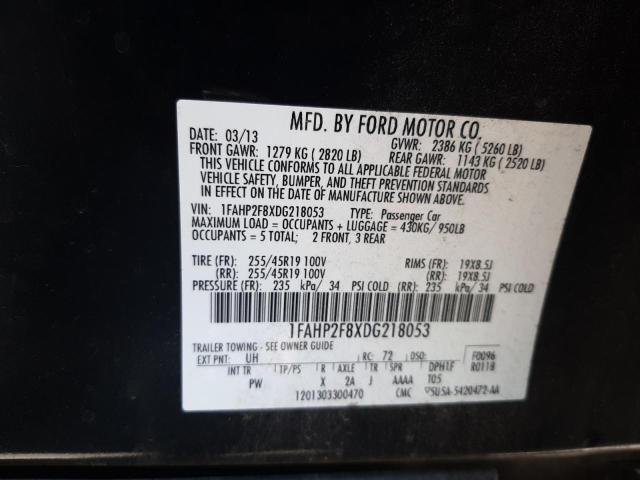 MFD. BY FORD MOTOR CO.
DATE: 03/13 GVWR: 2386 KG ( 5260 LB)
FRONT GAWR: 1279 KG ( 2820 LB) REAR GAWR: 1143 KG ( 2520 LB)
THIS VEHICLE CONFORMS TO ALL APPLICABLE FEDERAL MOTOR
VEHICLE SAFETY, BUMPER, AND THEFT PREVENTION STANDARDS
IN EFFECT ON THE DATE OF MANUFACTURE SHOWN ABOVE
VIN: 1FAHP2F8XDG218053 TYPE: Passenger Car
MAXIMUM LOAD = OCCUPANTS + LUGGAGE = 430KG/ 950LB
OCCUPANTS = 5 TOTAL; 2 FRONT, 3 REAR
TIRE (FR): 255/45R19 100V RIMS (FR): 19X8.5J
(RR): 255/45R19 100V (RR): 19X8.5J
PRESSURE (FR): 235 kPa/ 34 PSI COLD (RR): 235 kPa/ 34 PSI COLD
1FAHP2F8XDG218053
TRAILER TOWING - SEE OWNER GUIDE
EXT PNT: UH RC: 72 DSO: F0096
INT TR TP/PS R AXLE TR SPR DPH1F R0118
PW X 2A J AAAA T05
1201303300470 CMC 5U5A-5420472-AA